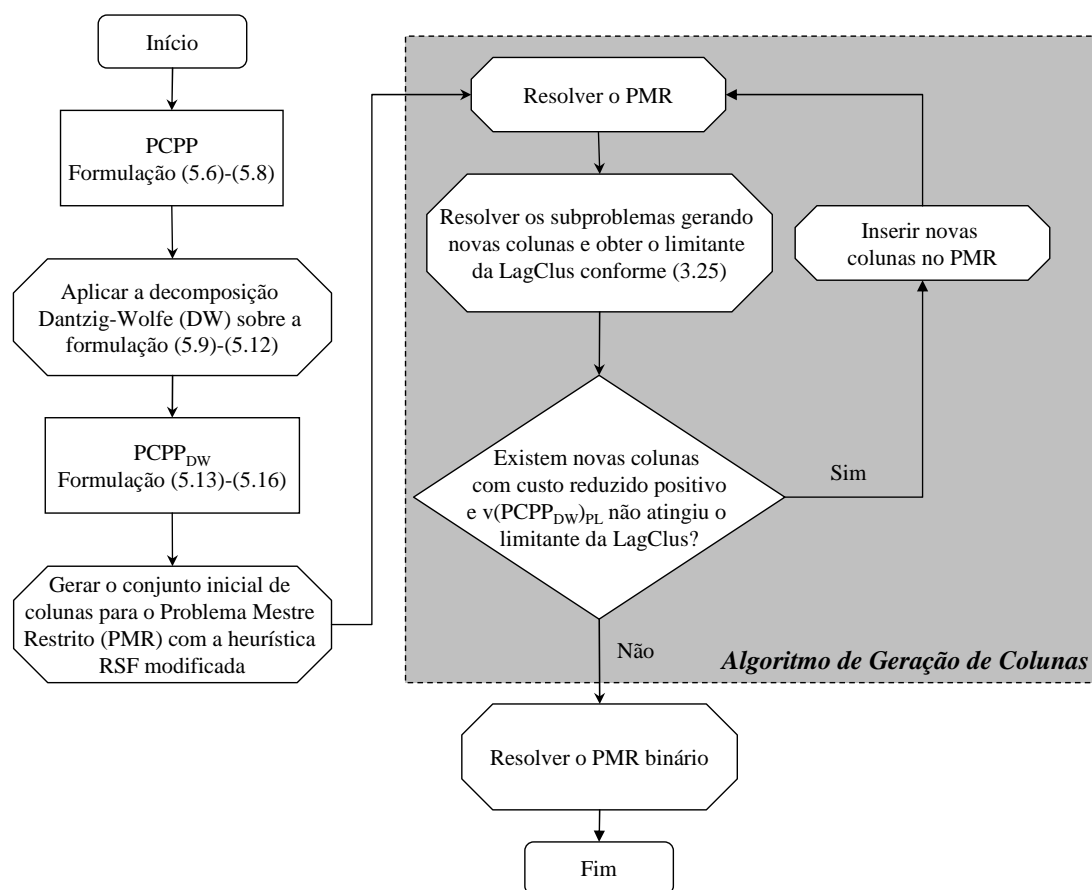 Início
PCPP
Formulação (5.6)-(5.8)
Aplicar a decomposição
Dantzig-Wolfe (DW) sobre a
formulação (5.9)-(5.12)
PCPP_DW
Formulação (5.13)-(5.16)
Gerar o conjunto inicial de
colunas para o Problema Mestre
Restrito (PMR) com a heurística
RSF modificada
Resolver o PMR
Resolver os subproblemas gerando
novas colunas e obter o limitante
da LagClus conforme (3.25)
Inserir novas
colunas no PMR
Existem novas colunas
com custo reduzido positivo
e v(PCPP_DW)_PL não atingiu o
limitante da LagClus?
Sim
Não
Algoritmo de Geração de Colunas
Resolver o PMR binário
Fim